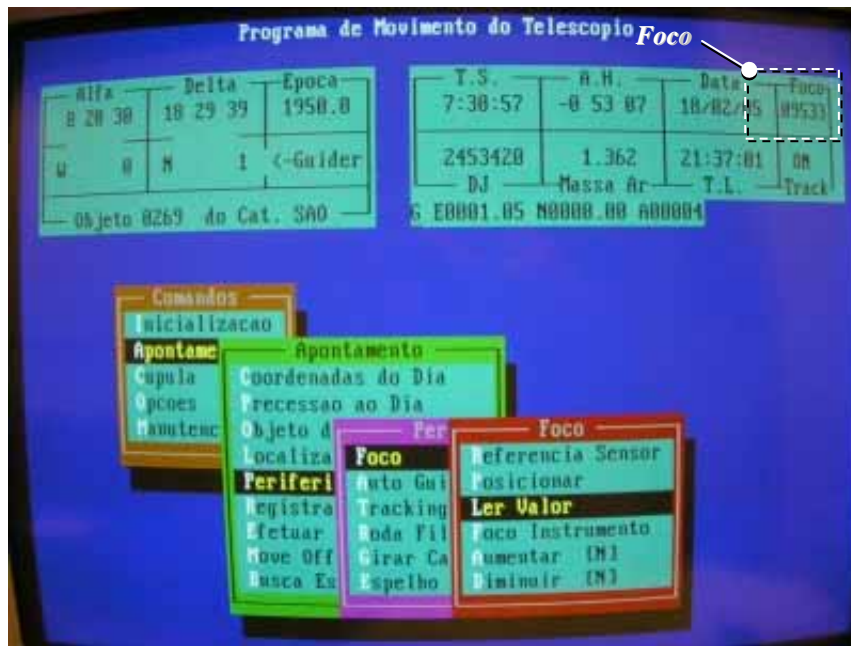 Programa de Movimento do Telescopio
Foco
Alfa Delta Epoca
8 20 30 18 29 39 1950.0
W 0 N 1 <-Guider
Objeto 0269 do Cat. SAO
T.S. A.H. Data Foco
7:30:57 -0 53 07 18/02/05 09533
2453420 1.362 21:37:01 ON
DJ Massa Ar T.L. Track
G E0001.05 N0000.00 A00004
Comandos
Inicializacao
Apontame
Cupula
Opcoes
Manutenc
Apontamento
Coordenadas do Dia
Precessao ao Dia
Objeto d
Localiza
Periferi
Registra
Efetuar
Move Off
Busca Es
Per
Foco
Auto Gui
Tracking
Roda Fil
Girar Ca
Espelho
Foco
Referencia Sensor
Posicionar
Ler Valor
Foco Instrumento
Aumentar [N]
Diminuir [N]